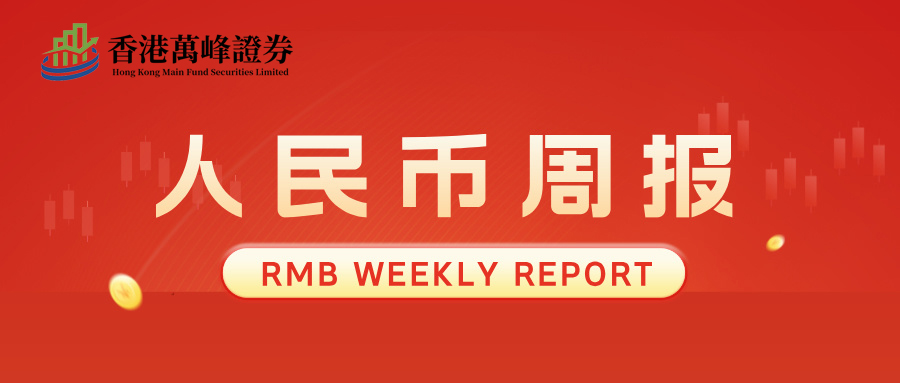 香港萬峰證券
Hong Kong Main Fund Securities Limited
人民币周报
RMB WEEKLY REPORT